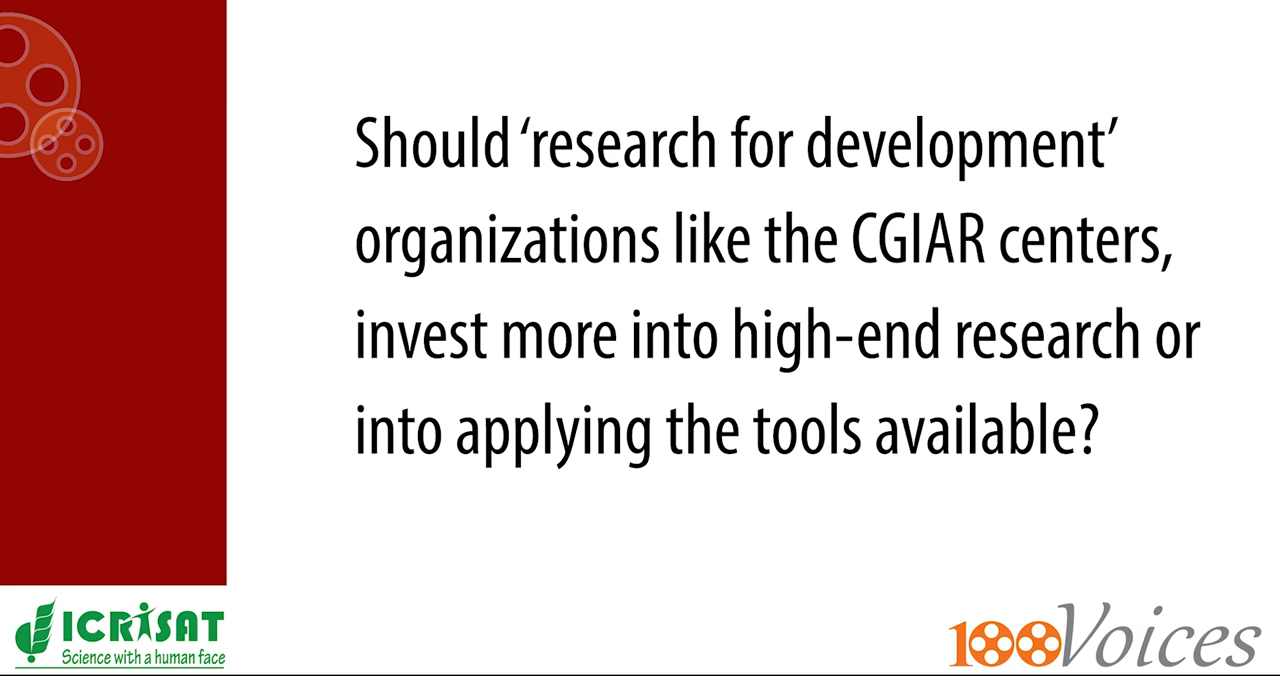 Should ‘research for development’
organizations like the CGIAR centers,
invest more into high-end research or
into applying the tools available?
ICRISAT
Science with a human face
100Voices